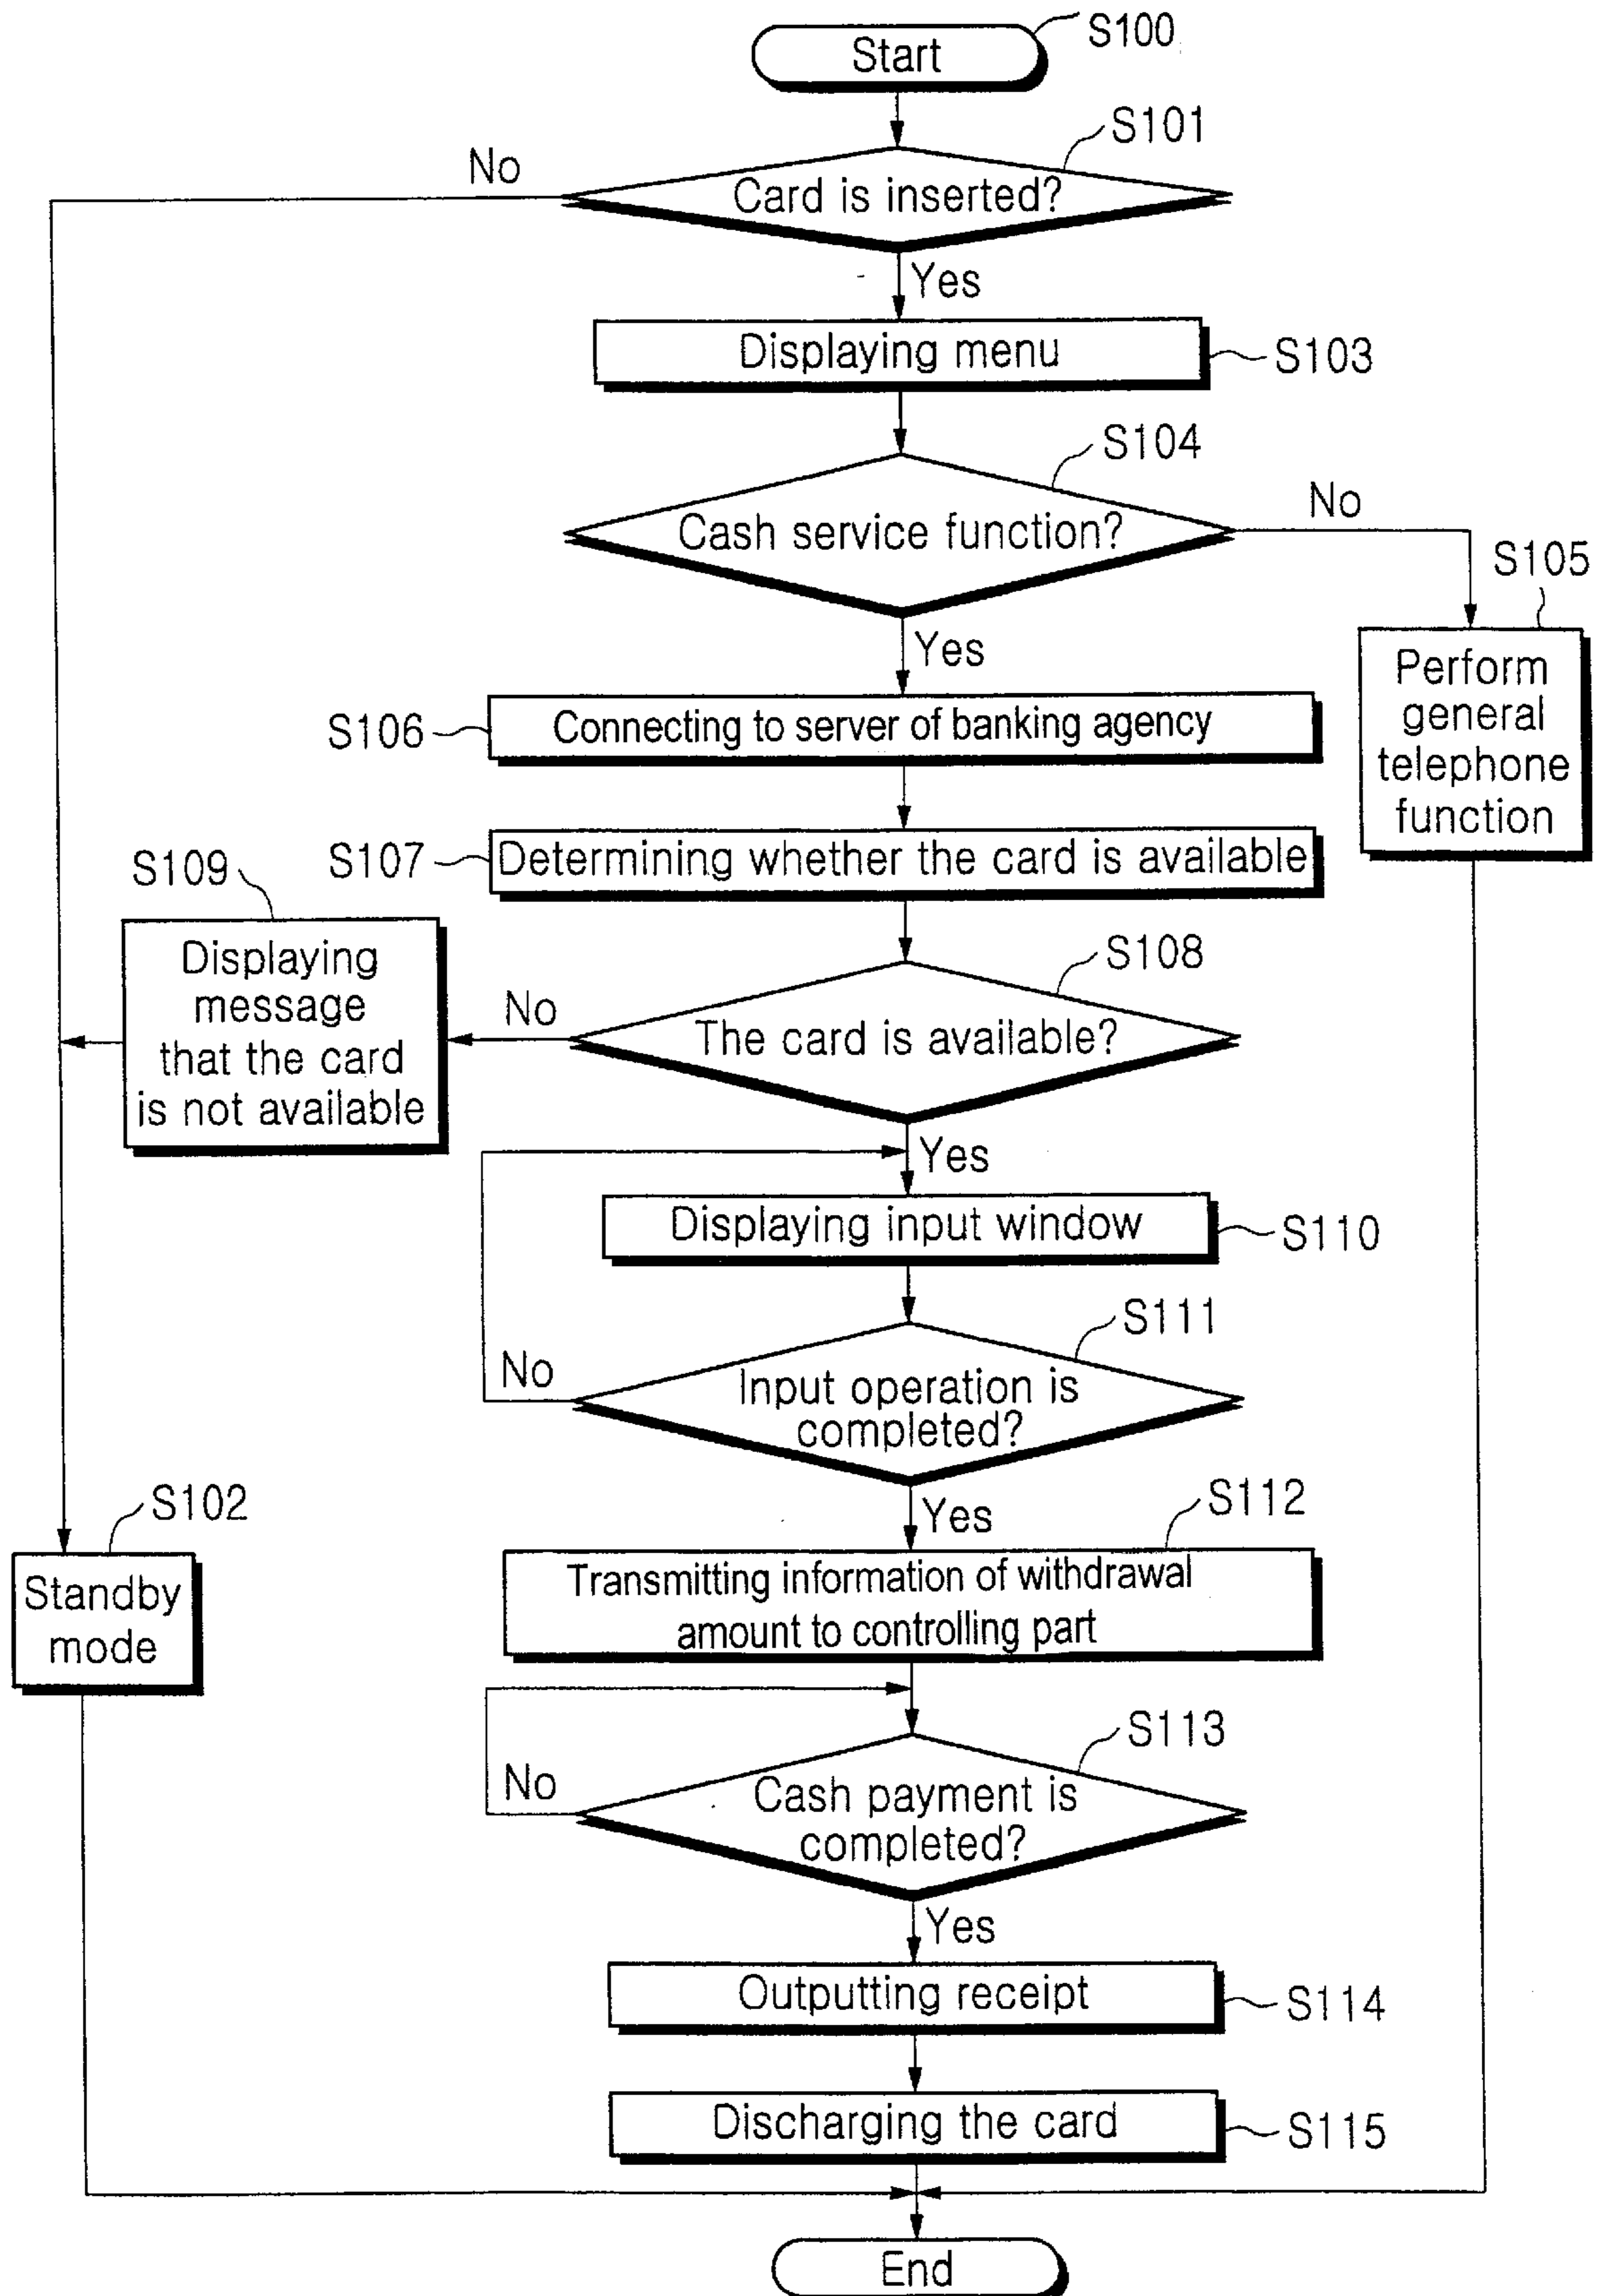 Start
S100
S101
No
Card is inserted?
Yes
Displaying menu
S103
S104
No
Cash service function?
S105
Yes
Perform
general
telephone
function
S106
Connecting to server of banking agency
S107
Determining whether the card is available
S109
Displaying
message
that the card
is not available
S108
No
The card is available?
Yes
Displaying input window
S110
S111
No
Input operation is
completed?
S102
Yes
S112
Standby
mode
Transmitting information of withdrawal
amount to controlling part
S113
No
Cash payment is
completed?
Yes
Outputting receipt
S114
Discharging the card
S115
End